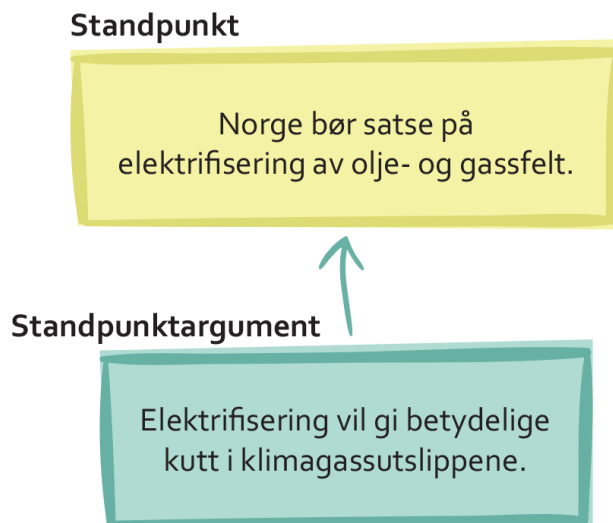 Standpunkt
Norge bør satse på
elektrifisering av olje- og gassfelt.
Standpunktargument
Elektrifisering vil gi betydelige
kutt i klimagassutslippene.